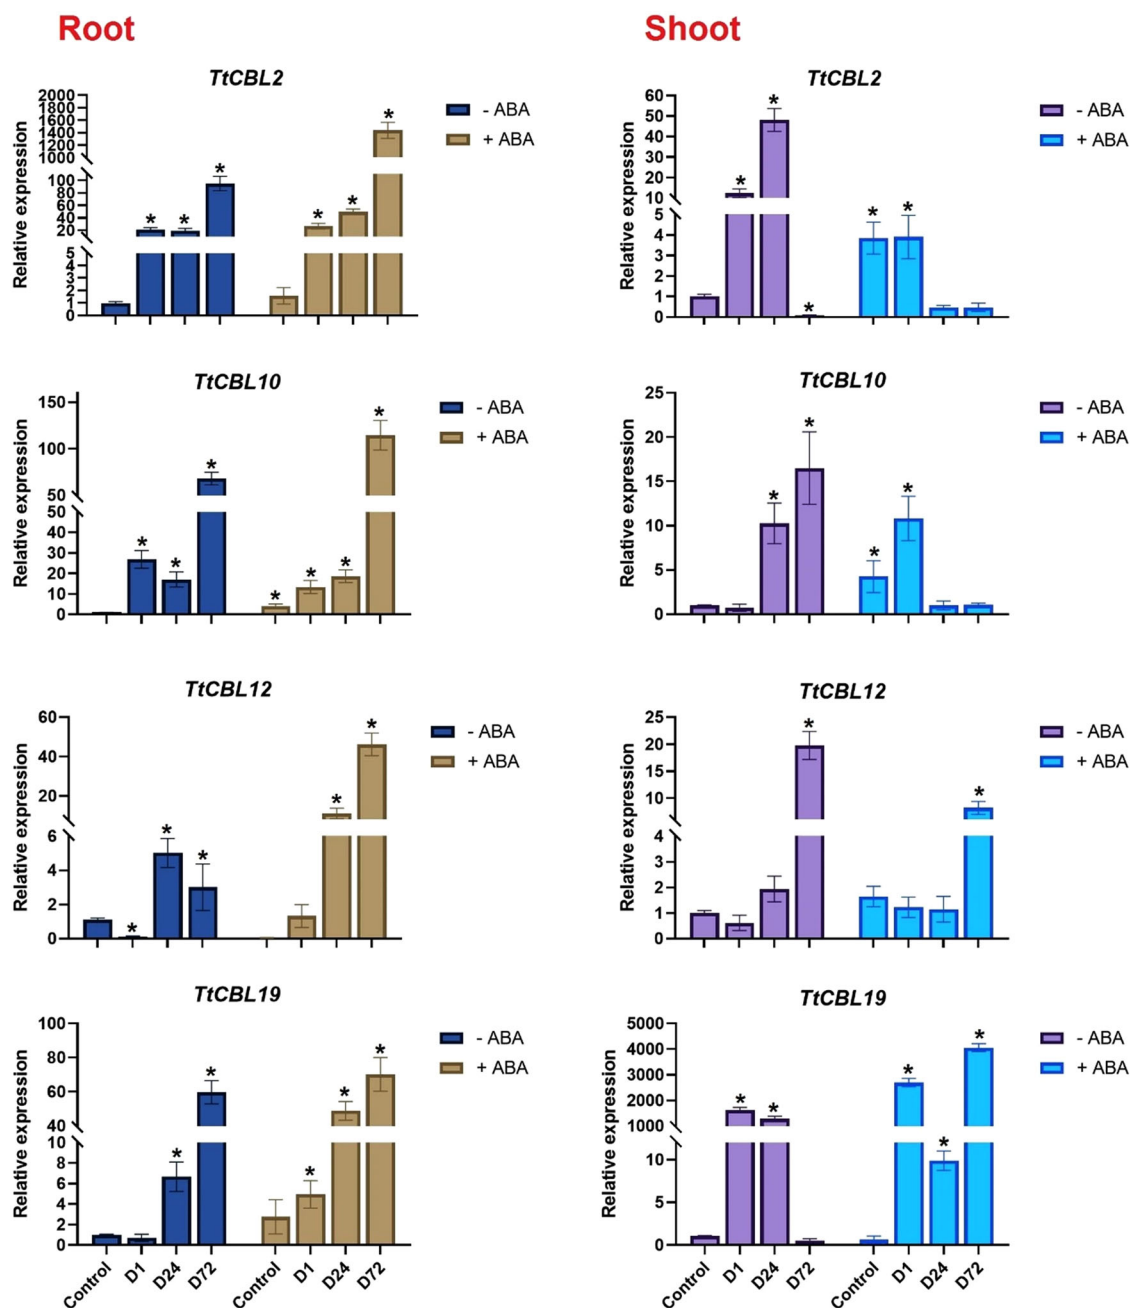 Root
Shoot
TtCBL2
Relative expression
2000
1800
1600
1400
1200
1000
100
80
60
40
20
5
4
3
2
1
0
* * * * * *
- ABA
+ ABA
TtCBL2
Relative expression
60
50
40
30
20
10
5
4
3
2
1
0
* * * * *
- ABA
+ ABA
TtCBL10
Relative expression
150
100
50
50
40
30
20
10
0
* * * * * * *
- ABA
+ ABA
TtCBL10
Relative expression
25
20
15
10
5
0
* * * *
- ABA
+ ABA
TtCBL12
Relative expression
60
40
20
6
4
2
0
* * * * *
- ABA
+ ABA
TtCBL12
Relative expression
25
20
15
10
4
3
2
1
0
* *
- ABA
+ ABA
TtCBL19
Relative expression
100
80
60
40
10
8
6
4
2
0
* * * * *
- ABA
+ ABA
Control D1 D24 D72 Control D1 D24 D72
TtCBL19
Relative expression
5000
4000
3000
2000
1000
10
5
0
* * * * *
- ABA
+ ABA
Control D1 D24 D72 Control D1 D24 D72